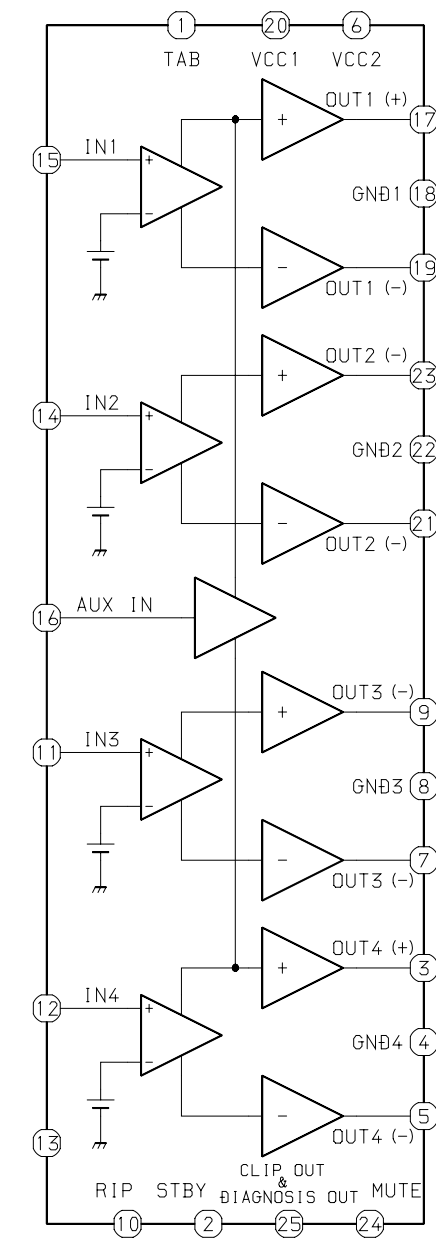 1 20 6
TAB VCC1 VCC2
OUT1 (+)
17
15 IN1
+
+
-
GND1 18
-
19
OUT1 (-)
OUT2 (-)
23
14 IN2
+
+
-
GND2 22
-
21
OUT2 (-)
16 AUX IN
OUT3 (-)
9
11 IN3
+
+
-
GND3 8
-
7
OUT3 (-)
OUT4 (+)
3
12 IN4
+
+
-
GND4 4
-
5
OUT4 (-)
13
CLIP OUT
&
RIP STBY DIAGNOSIS OUT MUTE
10 2 25 24